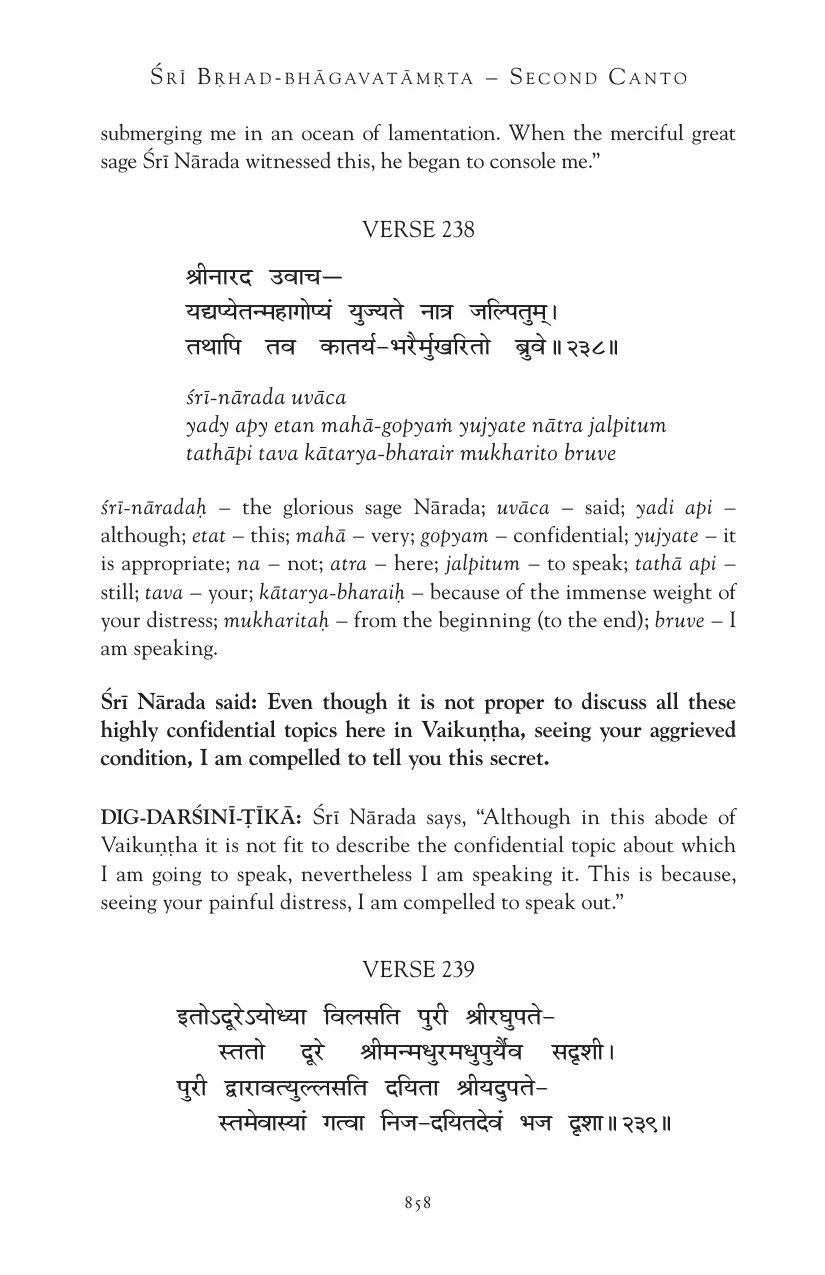 Śrī Bṛhad-bhāgavatāmṛta – Second Canto
submerging me in an ocean of lamentation. When the merciful great
sage Śrī Nārada witnessed this, he began to console me.”
VERSE 238
श्रीनारद उवाच—
यद्यप्येतन्महागोप्यं युज्यते नात्र जल्पितुम्।
तथापि तव कातर्य-भरैर्मुखरितो ब्रुवे॥२३८॥
śrī-nārada uvāca
yady apy etan mahā-gopyaṁ yujyate nātra jalpitum
tathāpi tava kātarya-bharair mukharito bruve
śrī-nāradaḥ – the glorious sage Nārada; uvāca – said; yadi api –
although; etat – this; mahā – very; gopyam – confidential; yujyate – it
is appropriate; na – not; atra – here; jalpitum – to speak; tathā api –
still; tava – your; kātarya-bharaiḥ – because of the immense weight of
your distress; mukharitaḥ – from the beginning (to the end); bruve – I
am speaking.
Śrī Nārada said: Even though it is not proper to discuss all these
highly confidential topics here in Vaikuṇṭha, seeing your aggrieved
condition, I am compelled to tell you this secret.
DIG-DARŚINĪ-ṬĪKĀ: Śrī Nārada says, “Although in this abode of
Vaikuṇṭha it is not fit to describe the confidential topic about which
I am going to speak, nevertheless I am speaking it. This is because,
seeing your painful distress, I am compelled to speak out.”
VERSE 239
इतोऽदूरेऽयोध्या विलसति पुरी श्रीरघुपते-
स्ततो दूरे श्रीमन्मधुरमधुपुर्यैव सदृशी।
पुरी द्वारावत्युल्लसति दयिता श्रीयदुपते-
स्तमेवास्यां गत्वा निज-दयितदेवं भज दृशा॥२३९॥
858